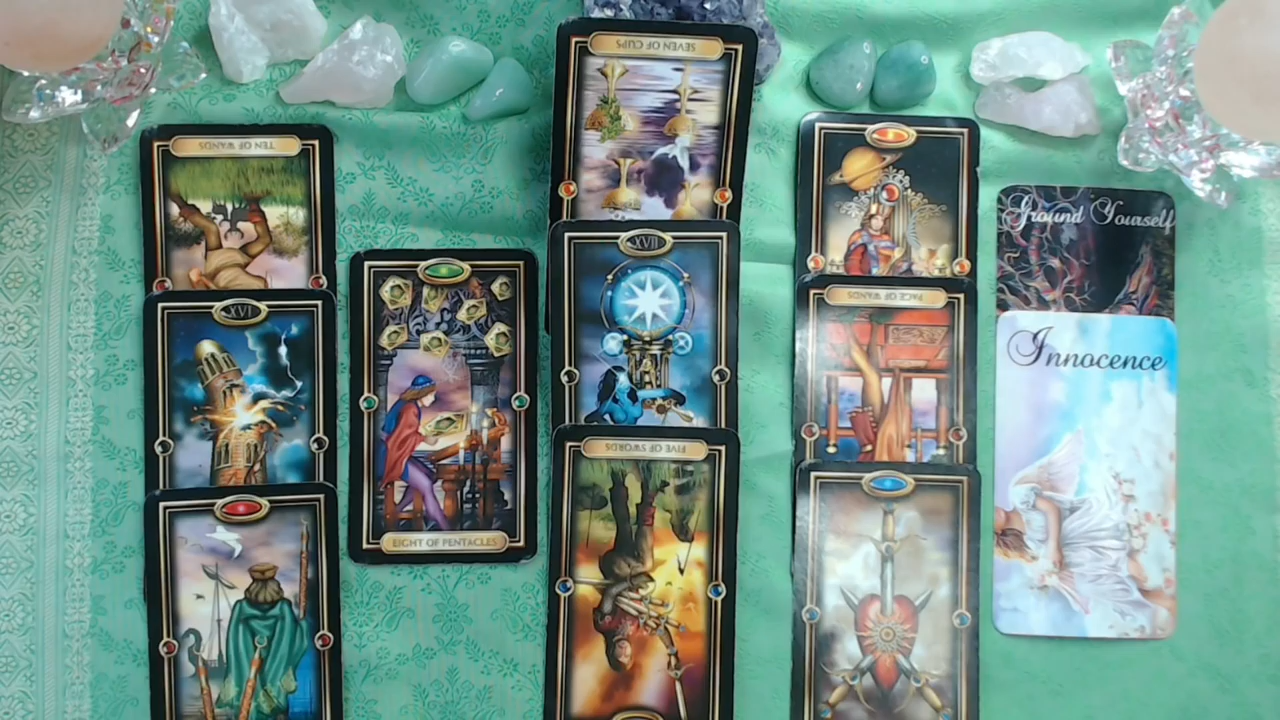 SEVEN OF CUPS
TEN OF WANDS
Ground Yourself
XVII
PAGE OF WANDS
XVI
Innocence
FIVE OF SWORDS
EIGHT OF PENTACLES